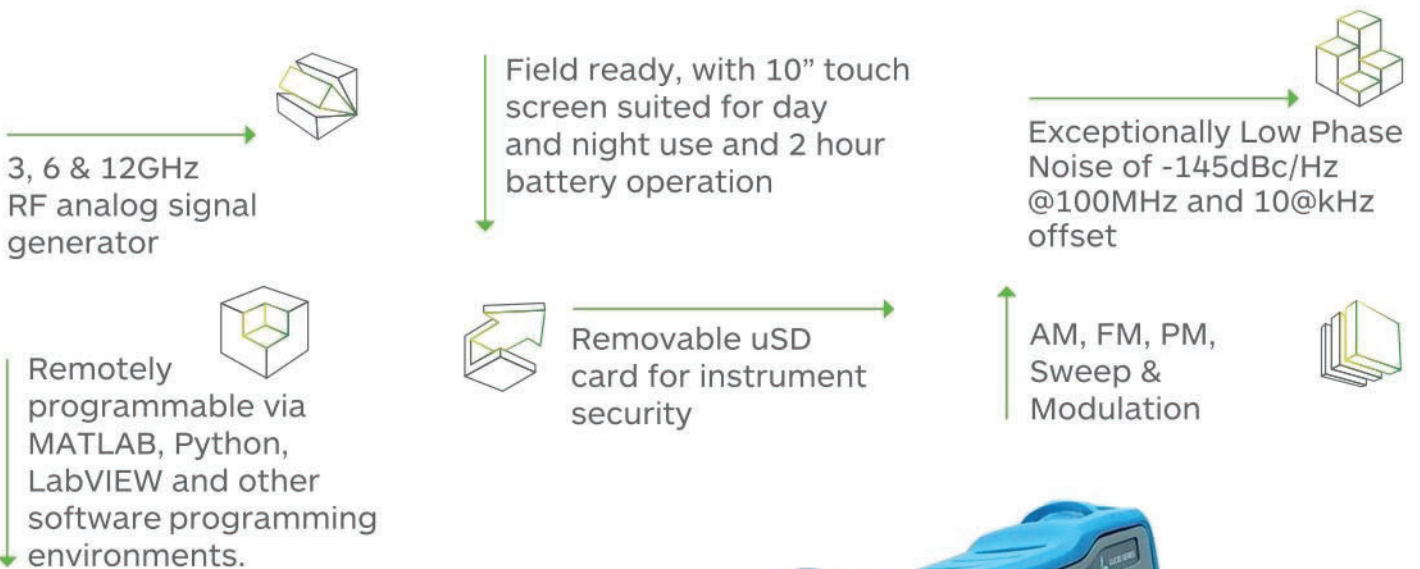 3, 6 & 12GHz
RF analog signal
generator
Field ready, with 10” touch
screen suited for day
and night use and 2 hour
battery operation
Exceptionally Low Phase
Noise of -145dBc/Hz
@100MHz and 10@kHz
offset
Remotely
programmable via
MATLAB, Python,
LabVIEW and other
software programming
environments.
Removable uSD
card for instrument
security
AM, FM, PM,
Sweep &
Modulation